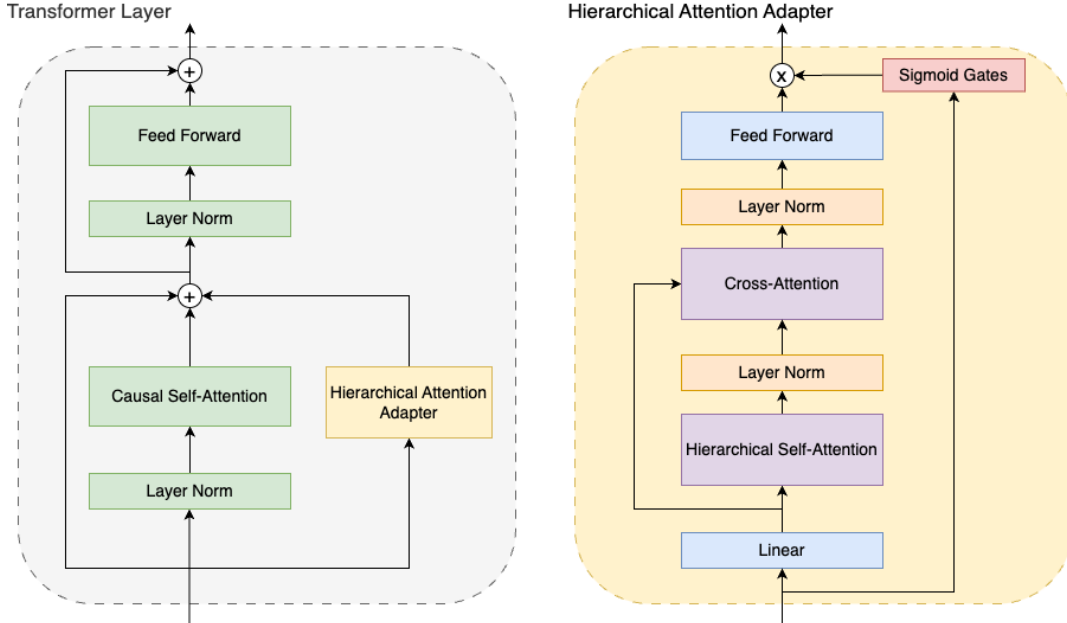 Transformer Layer
+
Feed Forward
Layer Norm
+
Causal Self-Attention
Hierarchical Attention
Adapter
Layer Norm
Hierarchical Attention Adapter
x
Sigmoid Gates
Feed Forward
Layer Norm
Cross-Attention
Layer Norm
Hierarchical Self-Attention
Linear